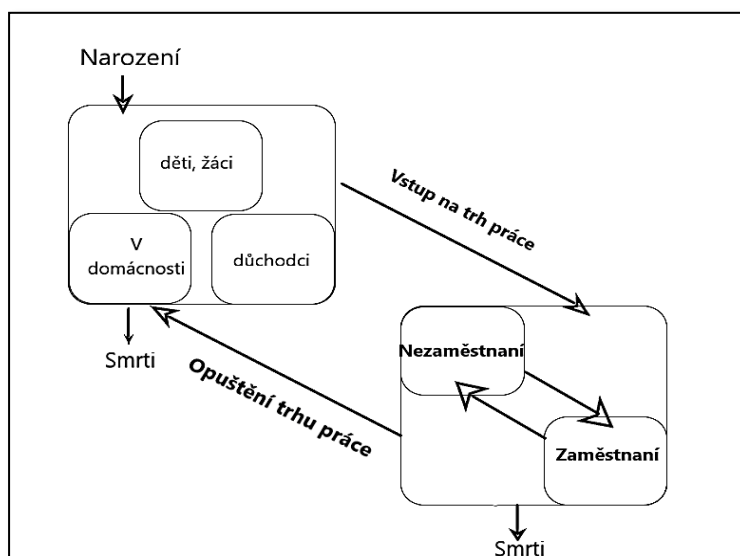 Narození
děti, žáci
V
domácnosti
důchodci
Smrti
Vstup na trh práce
Opuštění trhu práce
Nezaměstnaní
Zaměstnaní
Smrti